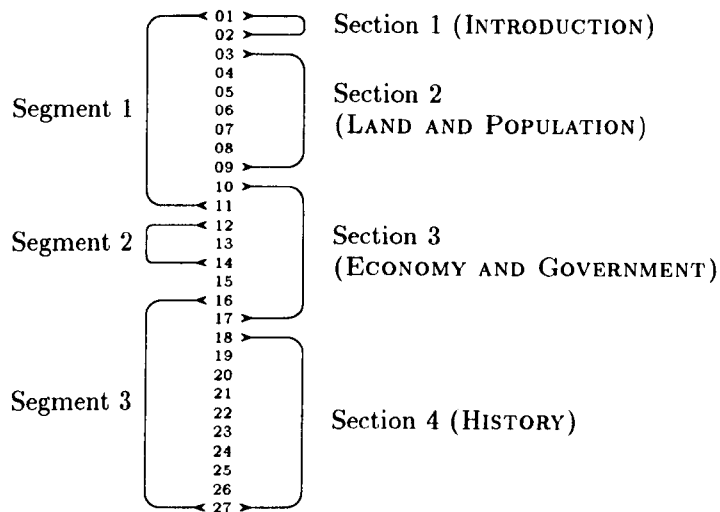 01 Section 1 (INTRODUCTION)
02
03
04
05 Section 2
Segment 1 06
07 (LAND AND POPULATION)
08
09
10
11
12 Section 3
Segment 2 13
14 (ECONOMY AND GOVERNMENT)
15
16
17
18
19
20
21
Segment 3 22 Section 4 (HISTORY)
23
24
25
26
27